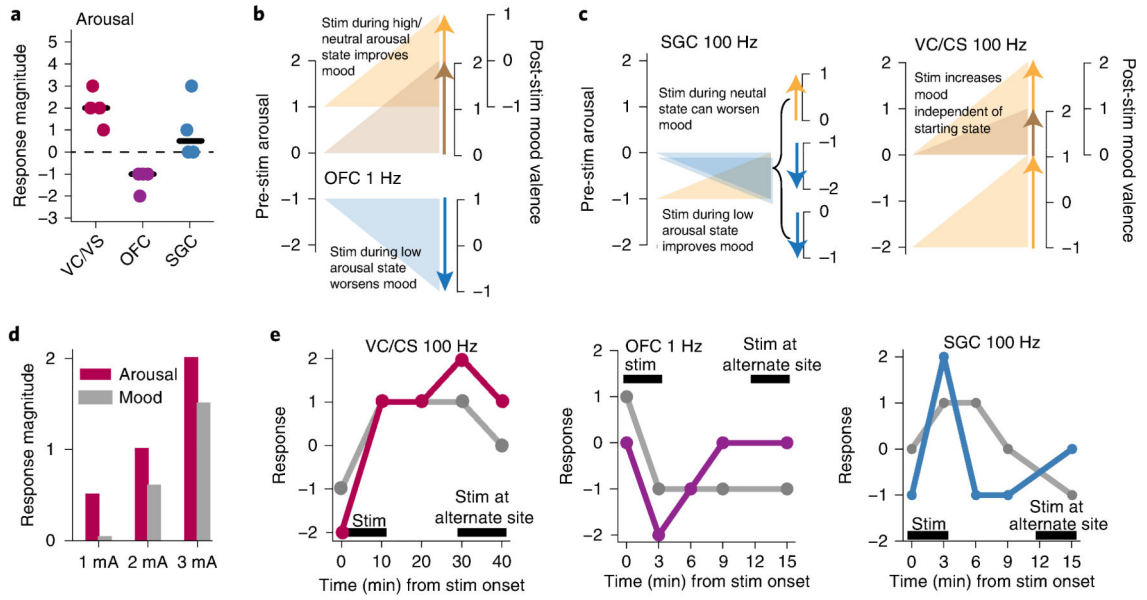 a
Arousal
Response magnitude
5
4
3
2
1
0
−1
−2
−3
VC/VS
OFC
SGC
b
Stim during high/
neutral arousal
state improves
mood
Pre-stim arousal
2
1
0
−1
−2
OFC 1 Hz
Stim during low
arousal state
worsens mood
1
0
−1
2
1
0
1
0
−1
Post-stim mood valence
c
SGC 100 Hz
Pre-stim arousal
2
1
0
−1
−2
Stim during neutal
state can worsen
mood
Stim during low
arousal state
improves mood
1
0
−1
−2
0
−1
VC/CS 100 Hz
2
1
0
−1
−2
Stim increases
mood
independent of
starting state
2
1
0
2
1
0
1
0
−1
Post-stim mood valence
d
Response magnitude
2
1
0
Arousal
Mood
1 mA
2 mA
3 mA
e
VC/CS 100 Hz
Response
2
1
0
−1
−2
Stim
Stim at
alternate site
0
10
20
30
40
Time (min) from stim onset
OFC 1 Hz
stim
Stim at
alternate site
Response
2
1
0
−1
−2
0
3
6
9
12
15
Time (min) from stim onset
SGC 100 Hz
Response
2
1
0
−1
−2
Stim
Stim at
alternate site
0
3
6
9
12
15
Time (min) from stim onset